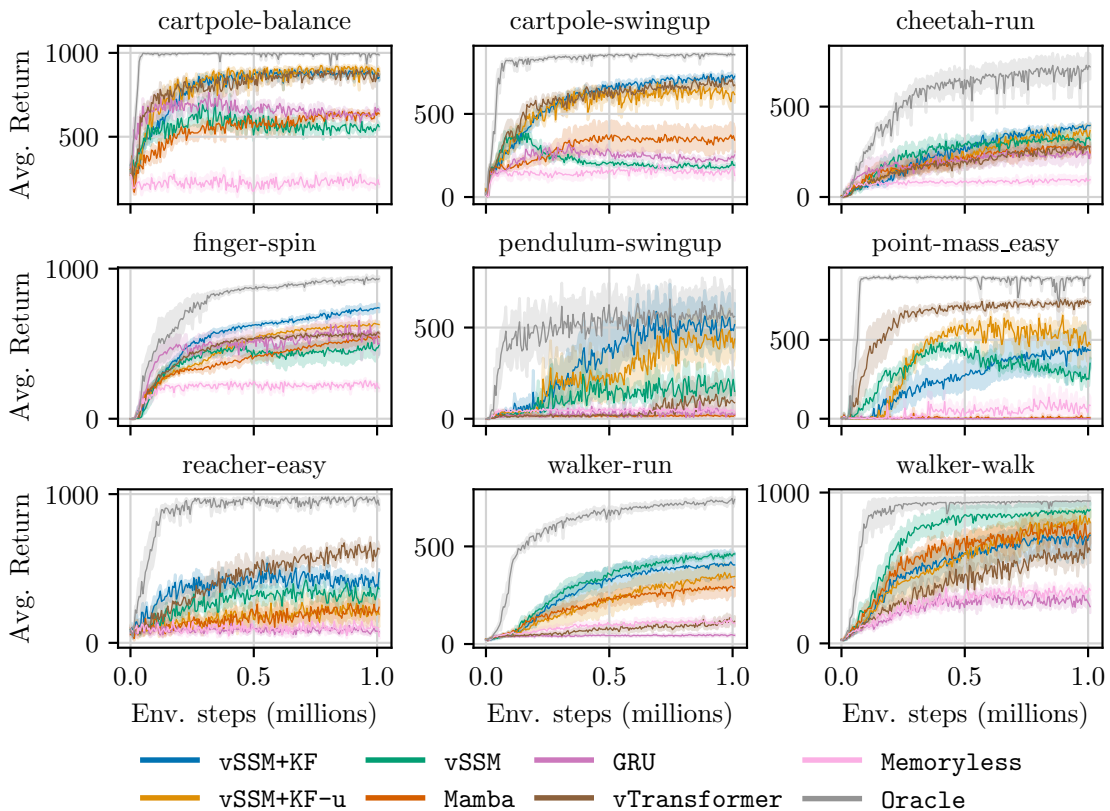 cartpole-balance
cartpole-swingup
cheetah-run
1000
500
Avg. Return
500
0
500
0
finger-spin
pendulum-swingup
point-mass_easy
1000
0
Avg. Return
500
0
500
0
reacher-easy
walker-run
walker-walk
1000
0
Avg. Return
500
0
1000
0
0.0 0.5 1.0
0.0 0.5 1.0
0.0 0.5 1.0
Env. steps (millions)
Env. steps (millions)
Env. steps (millions)
vSSM+KF vSSM GRU Memoryless
vSSM+KF-u Mamba vTransformer Oracle